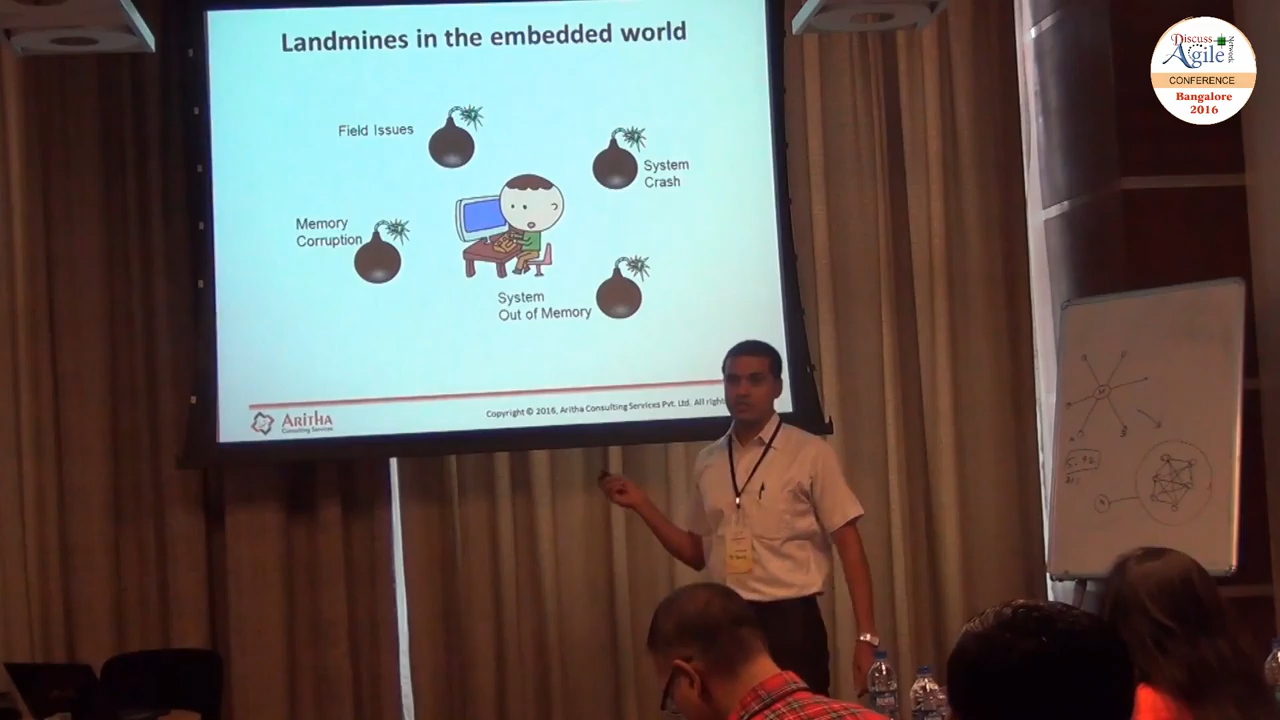 Landmines in the embedded world
Field Issues
System
Crash
Memory
Corruption
System
Out of Memory
ARITHA
Consulting Services
Copyright © 2016, Aritha Consulting Services Pvt. Ltd. All right
Discuss
Agile
Network
CONFERENCE
Bangalore
2016